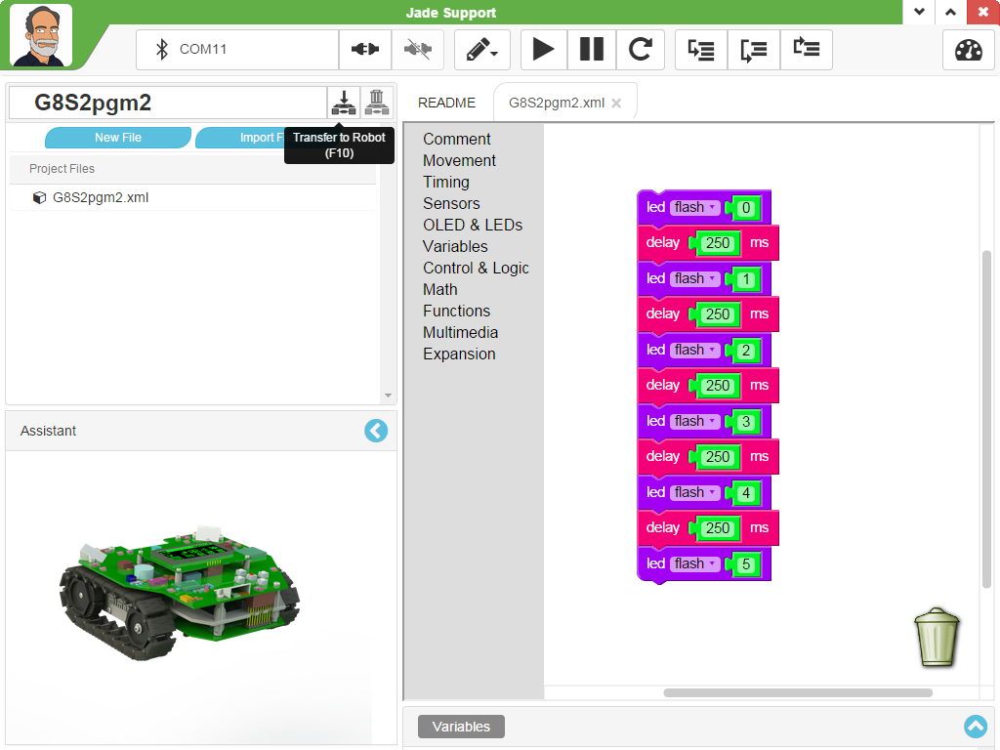 Jade Support
COM11
G8S2pgm2
New File
Import F
Transfer to Robot
(F10)
Project Files
G8S2pgm2.xml
Assistant
README
G8S2pgm2.xml
Comment
Movement
Timing
Sensors
OLED & LEDs
Variables
Control & Logic
Math
Functions
Multimedia
Expansion
led flash 0
delay 250 ms
led flash 1
delay 250 ms
led flash 2
delay 250 ms
led flash 3
delay 250 ms
led flash 4
delay 250 ms
led flash 5
Variables